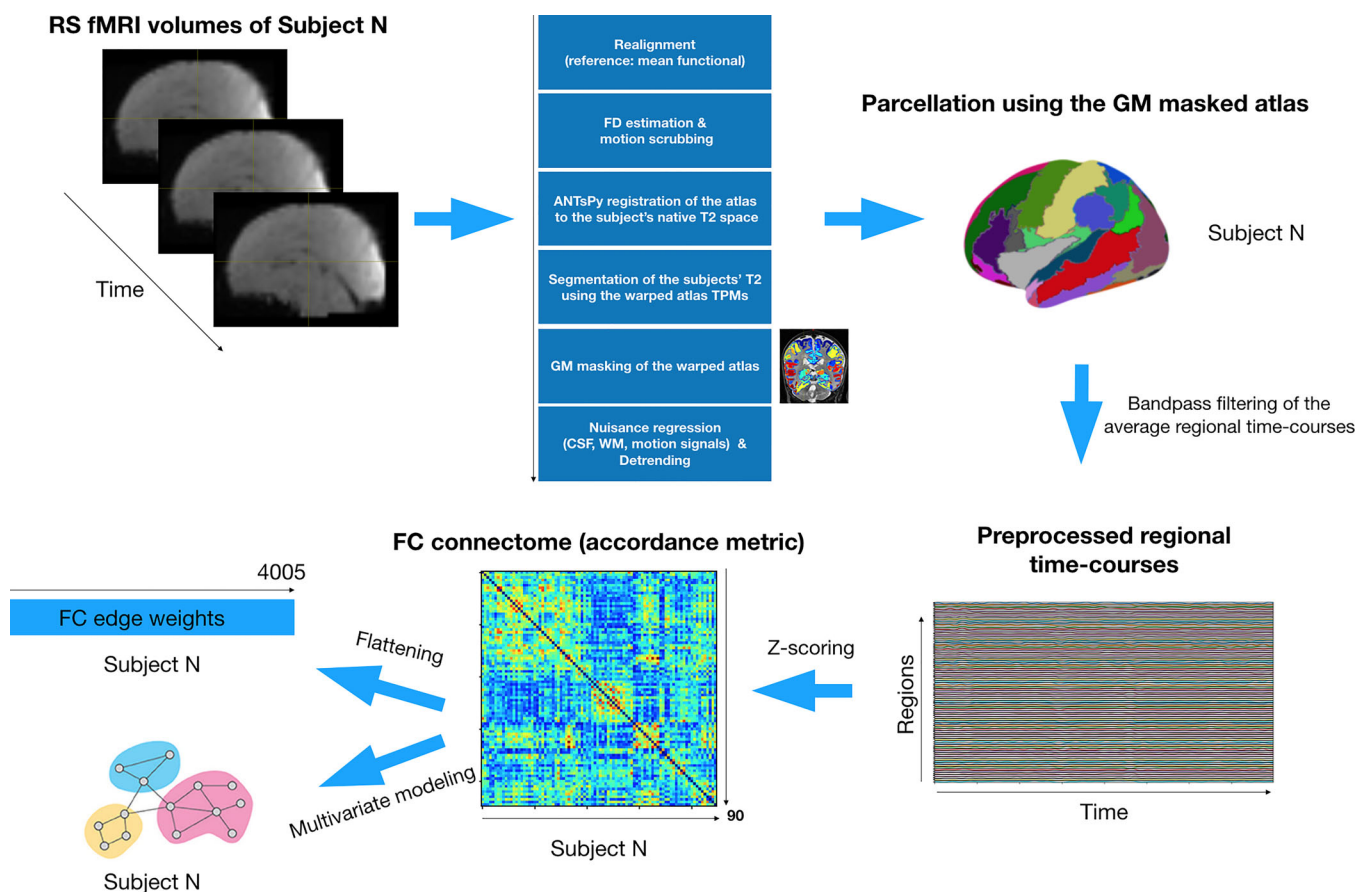 RS fMRI volumes of Subject N
Time
Realignment
(reference: mean functional)
FD estimation &
motion scrubbing
ANTsPy registration of the atlas
to the subject's native T2 space
Segmentation of the subjects' T2
using the warped atlas TPMs
GM masking of the warped atlas
Nuisance regression
(CSF, WM, motion signals) &
Detrending
Parcellation using the GM masked atlas
Subject N
Bandpass filtering of the
average regional time-courses
Preprocessed regional
time-courses
Regions
Time
Z-scoring
FC connectome (accordance metric)
90
Subject N
Flattening
Multivariate modeling
4005
FC edge weights
Subject N
Subject N